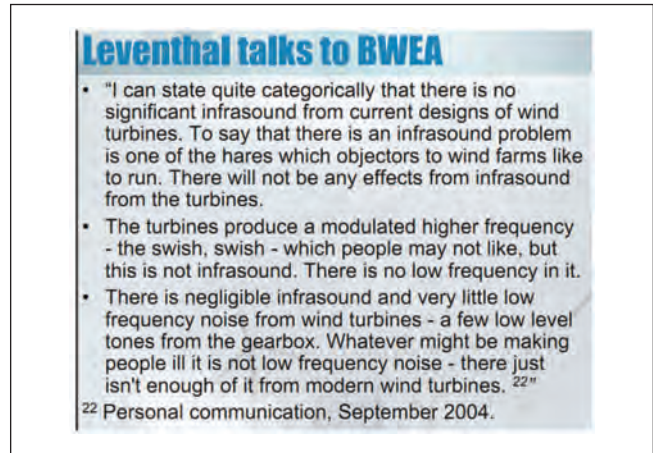 Leventhal talks to BWEA
• "I can state quite categorically that there is no
significant infrasound from current designs of wind
turbines. To say that there is an infrasound problem
is one of the hares which objectors to wind farms like
to run. There will not be any effects from infrasound
from the turbines.
• The turbines produce a modulated higher frequency
- the swish, swish - which people may not like, but
this is not infrasound. There is no low frequency in it.
• There is negligible infrasound and very little low
frequency noise from wind turbines - a few low level
tones from the gearbox. Whatever might be making
people ill it is not low frequency noise - there just
isn't enough of it from modern wind turbines. 22"
22 Personal communication, September 2004.